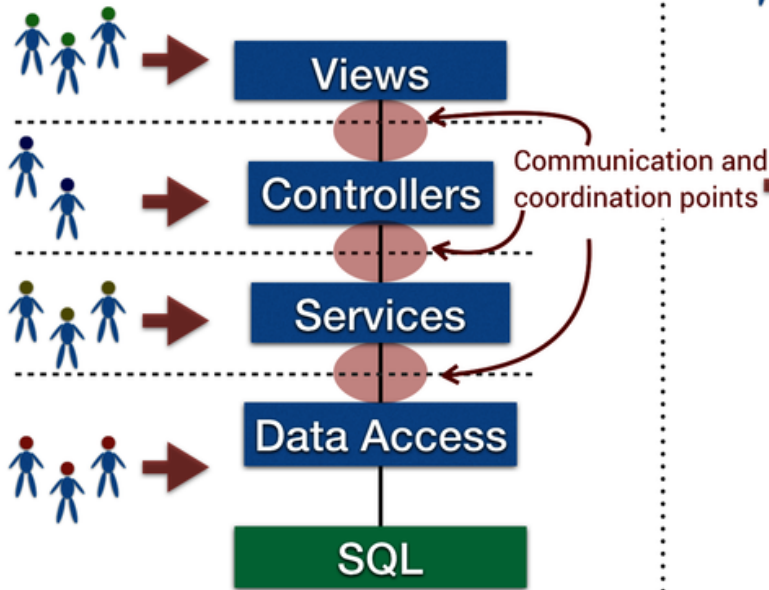 Views
Controllers
Communication and
coordination points
Services
Data Access
SQL